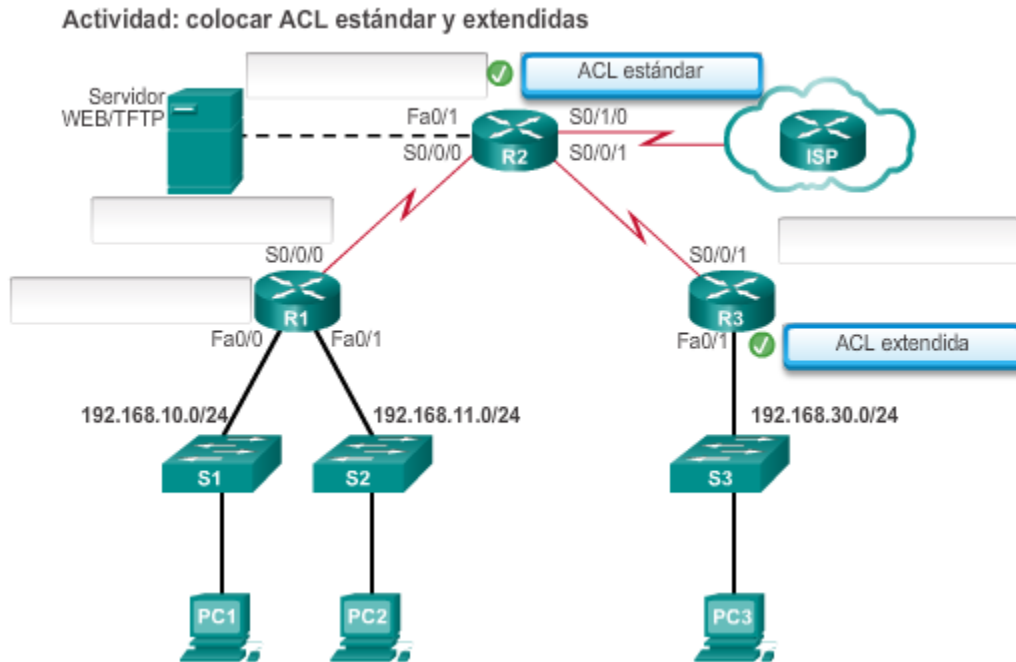 Actividad: colocar ACL estándar y extendidas
ACL estándar
Servidor
WEB/TFTP
Fa0/1
S0/1/0
S0/0/0
R2
S0/0/1
ISP
S0/0/0
S0/0/1
R1
R3
Fa0/0
Fa0/1
Fa0/1
ACL extendida
192.168.10.0/24
192.168.11.0/24
192.168.30.0/24
S1
S2
S3
PC1
PC2
PC3